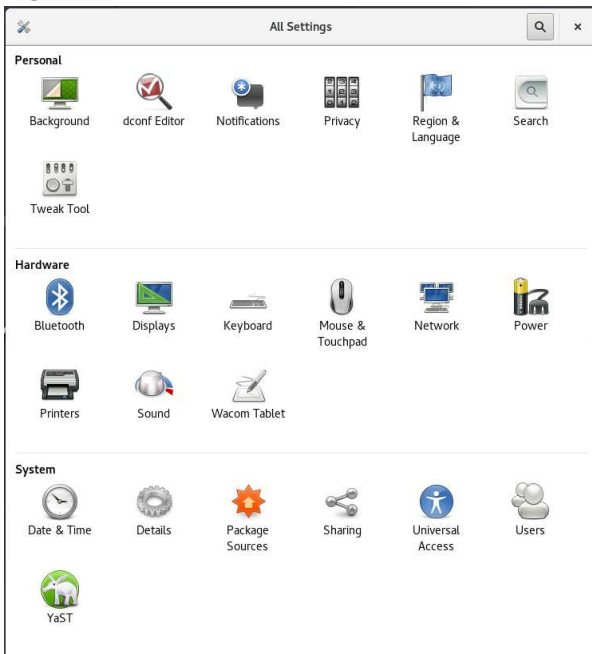 All Settings
Personal
Background dconf Editor Notifications Privacy Region & Language Search
Tweak Tool
Hardware
Bluetooth Displays Keyboard Mouse & Touchpad Network Power
Printers Sound Wacom Tablet
System
Date & Time Details Package Sources Sharing Universal Access Users
YaST